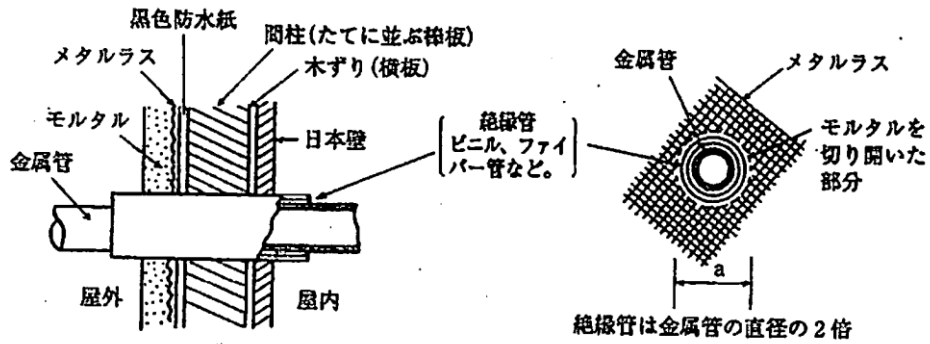 黒色防水紙
間柱(たてに並ぶ棒板)
メタルラス
木ずり(横板)
モルタル
日本壁
金属管
絶縁管
ビニル、ファイ
バー管など。
屋外
屋内
金属管
メタルラス
モルタルを
切り開いた
部分
a
絶縁管は金属管の直径の2倍